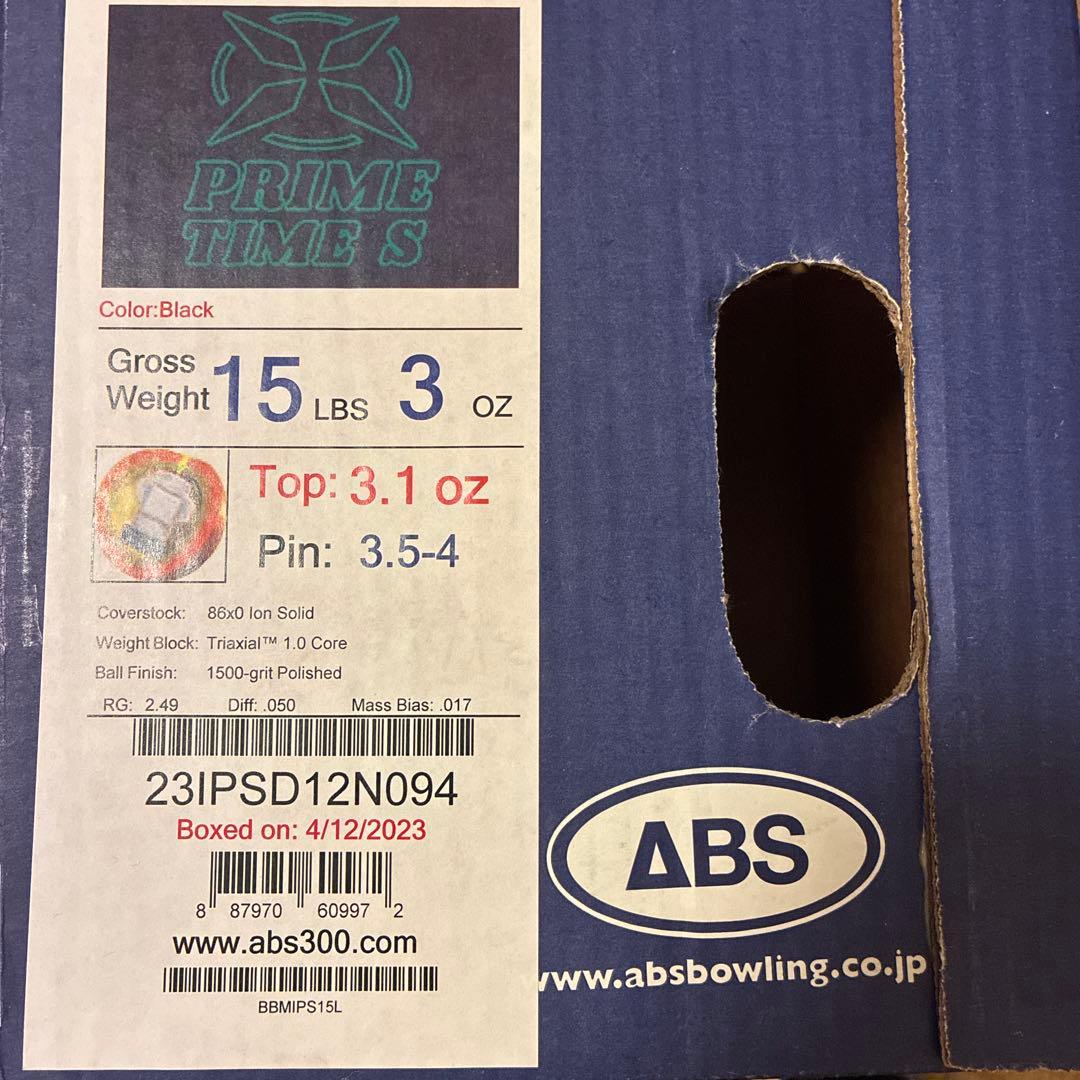 PRIME
TIME S
Color:Black
Gross Weight 15 LBS 3 OZ
Top: 3.1 oz
Pin: 3.5-4
Coverstock: 86x0 Ion Solid
Weight Block: Triaxial™ 1.0 Core
Ball Finish: 1500-grit Polished
RG: 2.49 Diff: .050 Mass Bias: .017
23IPSD12N094
Boxed on: 4/12/2023
8 87970 60997 2
www.abs300.com
BBMIPS15L
ABS
www.absbowling.co.jp